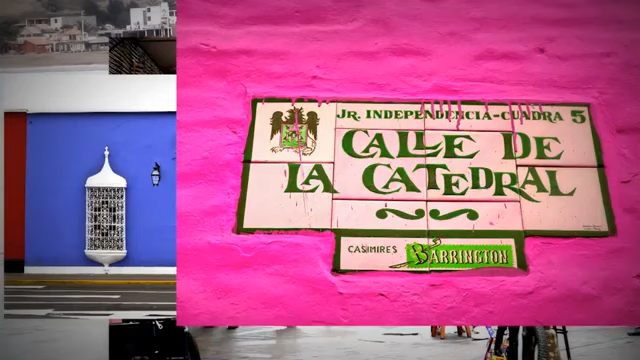 JR. INDEPENDENCIA-CUADRA 5
CALLE DE
LA CATEDRAL
CASIMIRES BARRINGTON